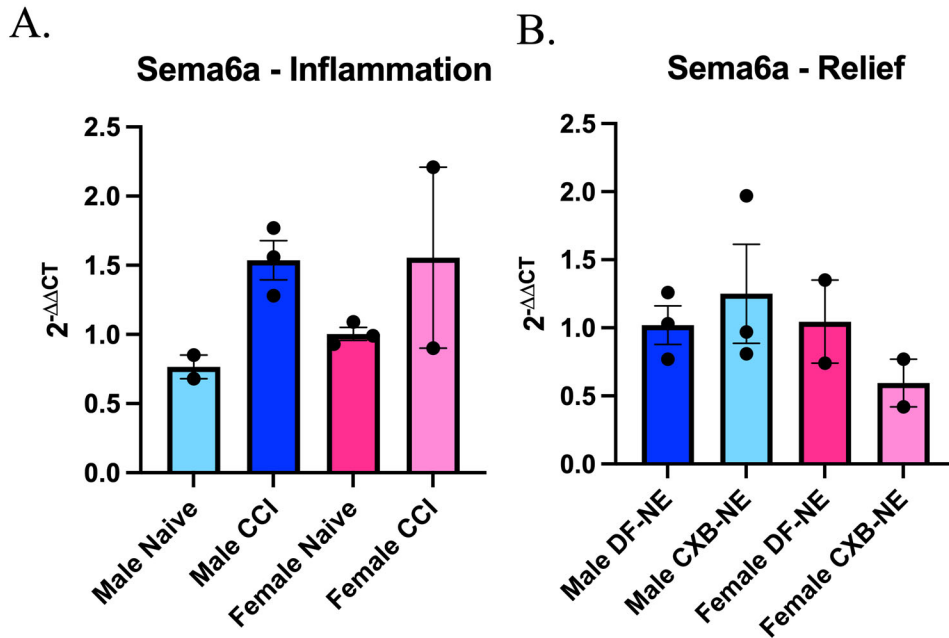 A.
Sema6a - Inflammation
2-ΔΔCT
2.5
2.0
1.5
1.0
0.5
0.0
Male Naive
Male CCI
Female Naive
Female CCI
B.
Sema6a - Relief
2-ΔΔCT
2.5
2.0
1.5
1.0
0.5
0.0
Male DF-NE
Male CXB-NE
Female DF-NE
Female CXB-NE